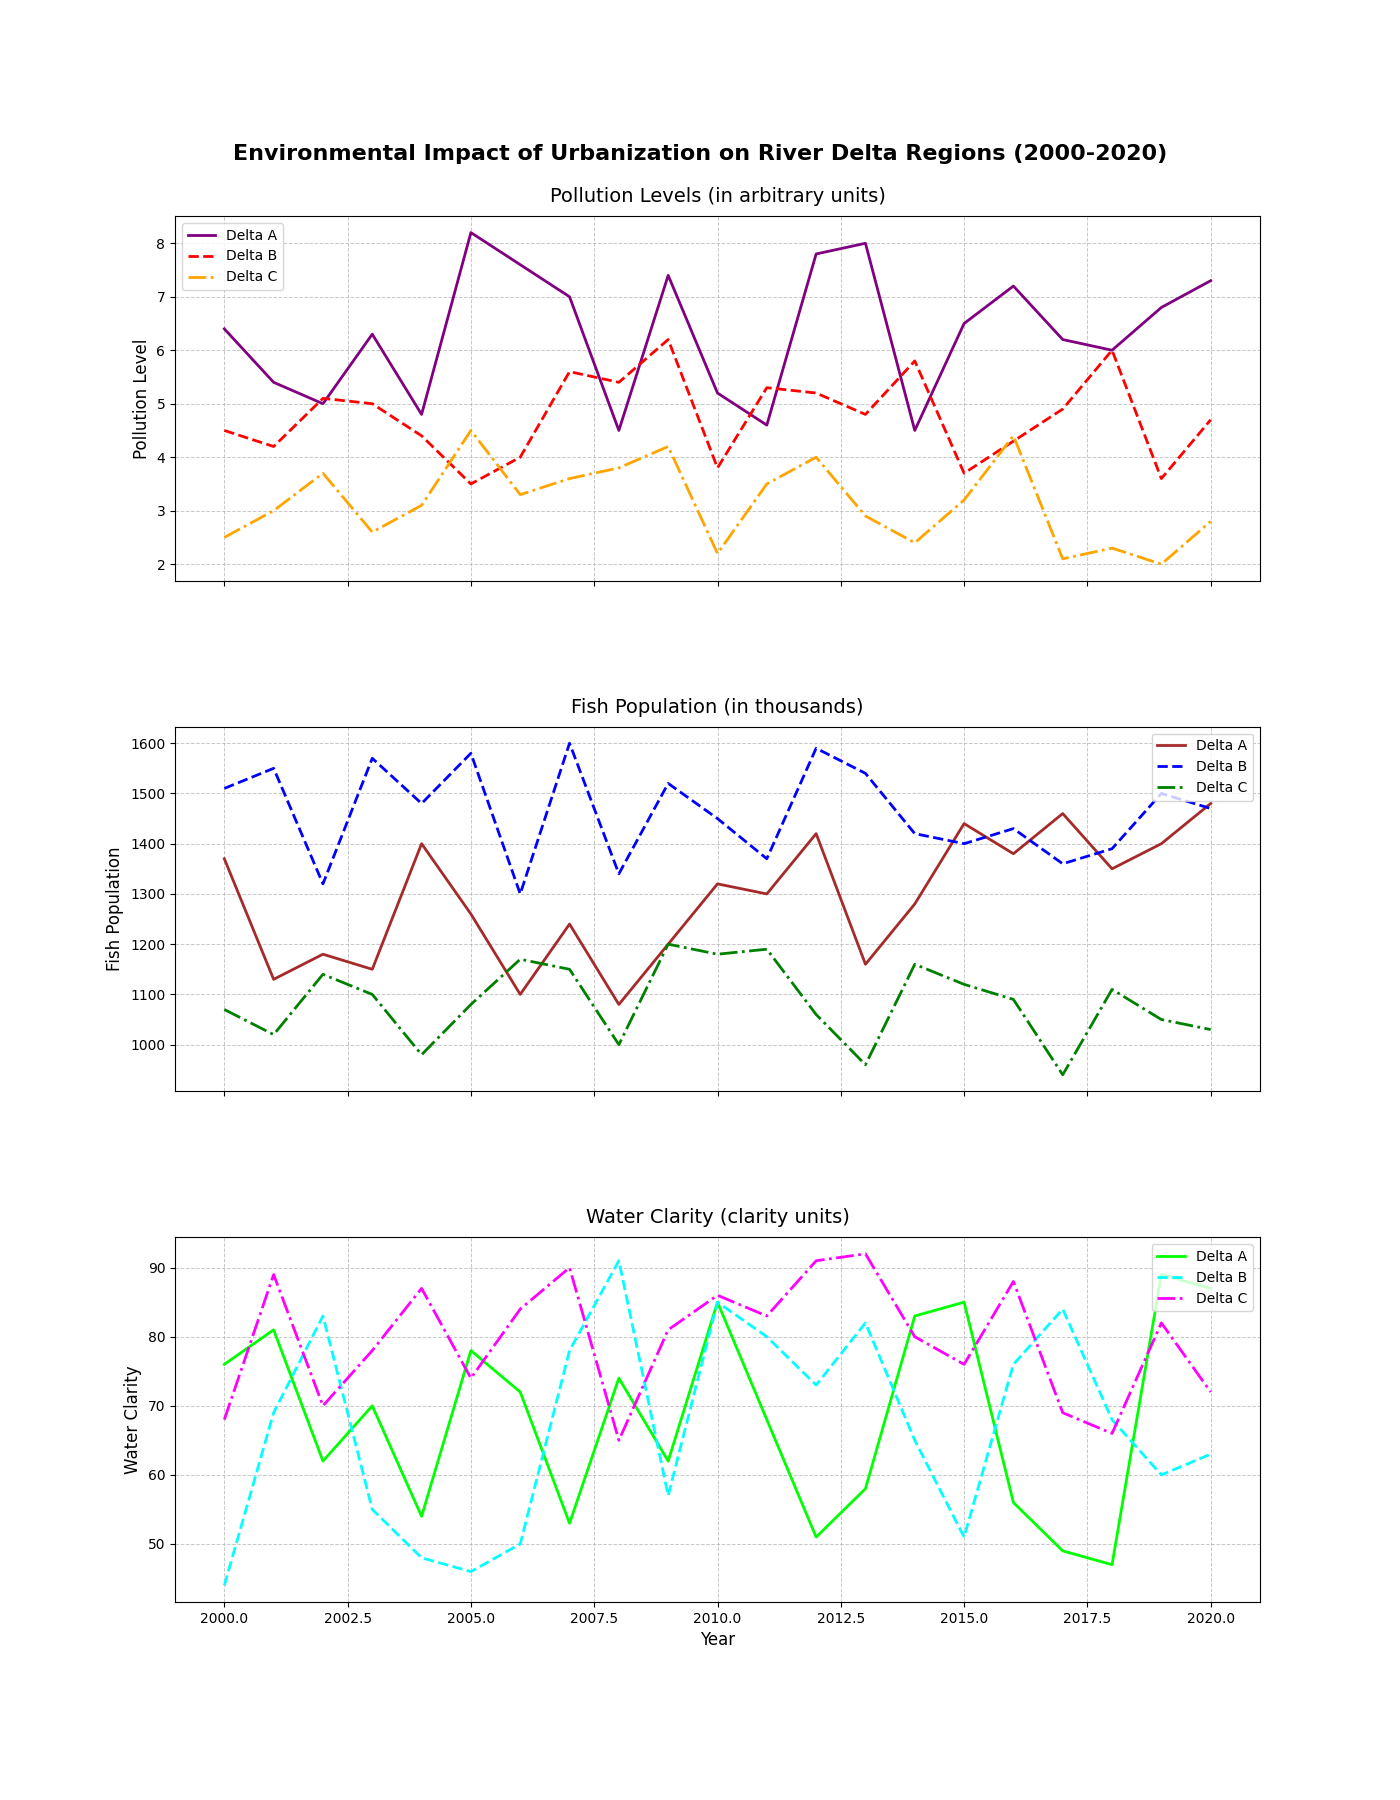 Environmental Impact of Urbanization on River Delta Regions (2000-2020)
Pollution Levels (in arbitrary units)
Delta A
Delta B
Delta C
Pollution Level
8
7
6
5
4
3
2
Fish Population (in thousands)
Delta A
Delta B
Delta C
Fish Population
1600
1500
1400
1300
1200
1100
1000
Water Clarity (clarity units)
Delta A
Delta B
Delta C
Water Clarity
90
80
70
60
50
2000.0 2002.5 2005.0 2007.5 2010.0 2012.5 2015.0 2017.5 2020.0
Year